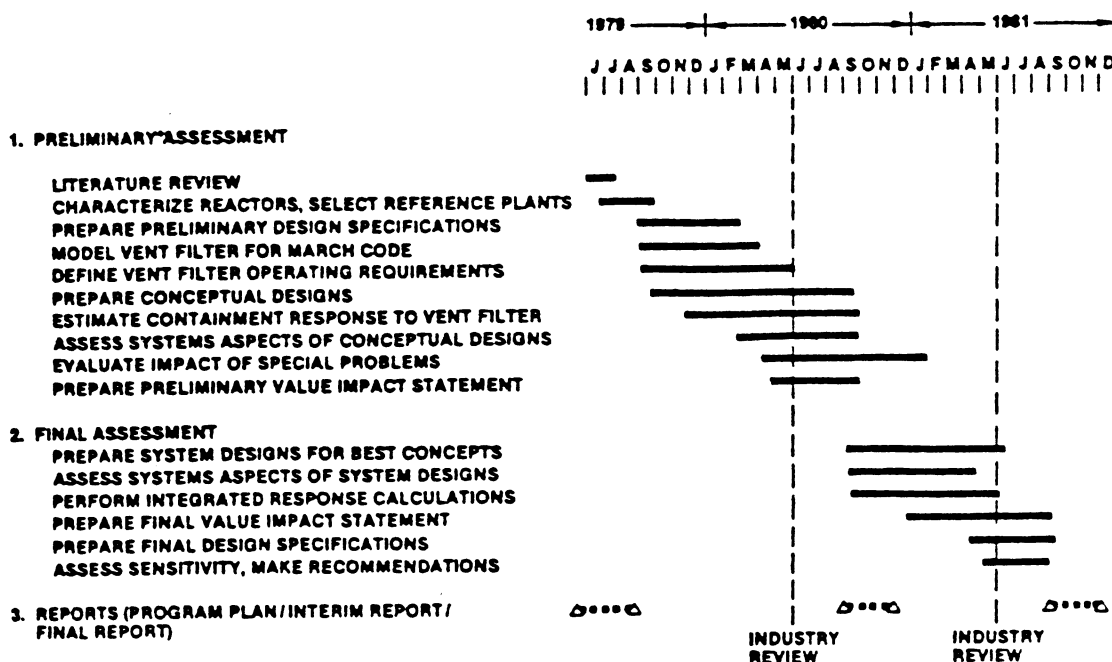 1979 1980 1981
J J A S O N D J F M A M J J A S O N D J F M A M J J A S O N D
1. PRELIMINARY ASSESSMENT
LITERATURE REVIEW
CHARACTERIZE REACTORS, SELECT REFERENCE PLANTS
PREPARE PRELIMINARY DESIGN SPECIFICATIONS
MODEL VENT FILTER FOR MARCH CODE
DEFINE VENT FILTER OPERATING REQUIREMENTS
PREPARE CONCEPTUAL DESIGNS
ESTIMATE CONTAINMENT RESPONSE TO VENT FILTER
ASSESS SYSTEMS ASPECTS OF CONCEPTUAL DESIGNS
EVALUATE IMPACT OF SPECIAL PROBLEMS
PREPARE PRELIMINARY VALUE IMPACT STATEMENT
2. FINAL ASSESSMENT
PREPARE SYSTEM DESIGNS FOR BEST CONCEPTS
ASSESS SYSTEMS ASPECTS OF SYSTEM DESIGNS
PERFORM INTEGRATED RESPONSE CALCULATIONS
PREPARE FINAL VALUE IMPACT STATEMENT
PREPARE FINAL DESIGN SPECIFICATIONS
ASSESS SENSITIVITY, MAKE RECOMMENDATIONS
3. REPORTS (PROGRAM PLAN/INTERIM REPORT/
FINAL REPORT)
INDUSTRY
REVIEW
INDUSTRY
REVIEW